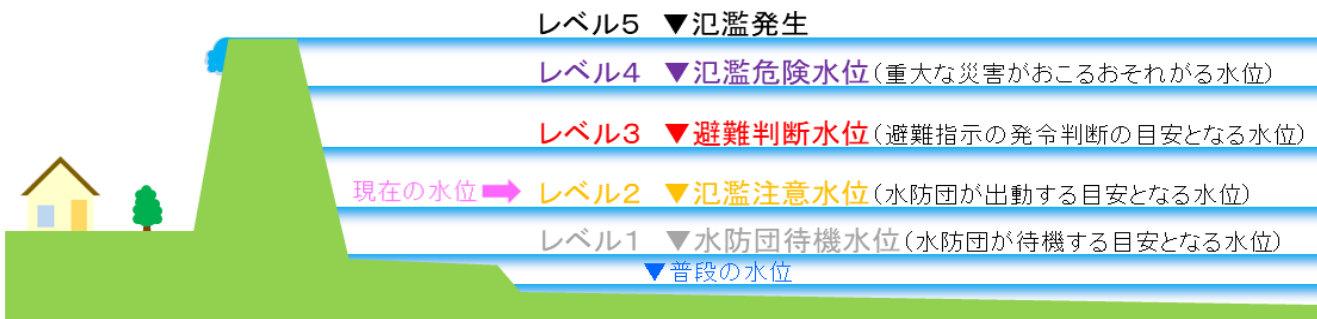 レベル5 ▼氾濫発生
レベル4 ▼氾濫危険水位(重大な災害がおこるおそれがる水位)
レベル3 ▼避難判断水位(避難指示の発令判断の目安となる水位)
現在の水位 レベル2 ▼氾濫注意水位(水防団が出動する目安となる水位)
レベル1 ▼水防団待機水位(水防団が待機する目安となる水位)
▼普段の水位